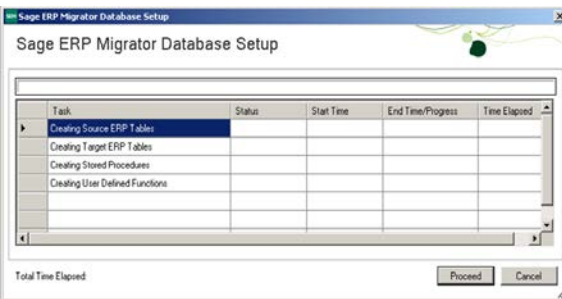 Sage ERP Migrator Database Setup
Sage ERP Migrator Database Setup
Task Status Start Time End Time/Progress Time Elapsed
Creating Source ERP Tables
Creating Target ERP Tables
Creating Stored Procedures
Creating User Defined Functions
Total Time Elapsed Proceed Cancel